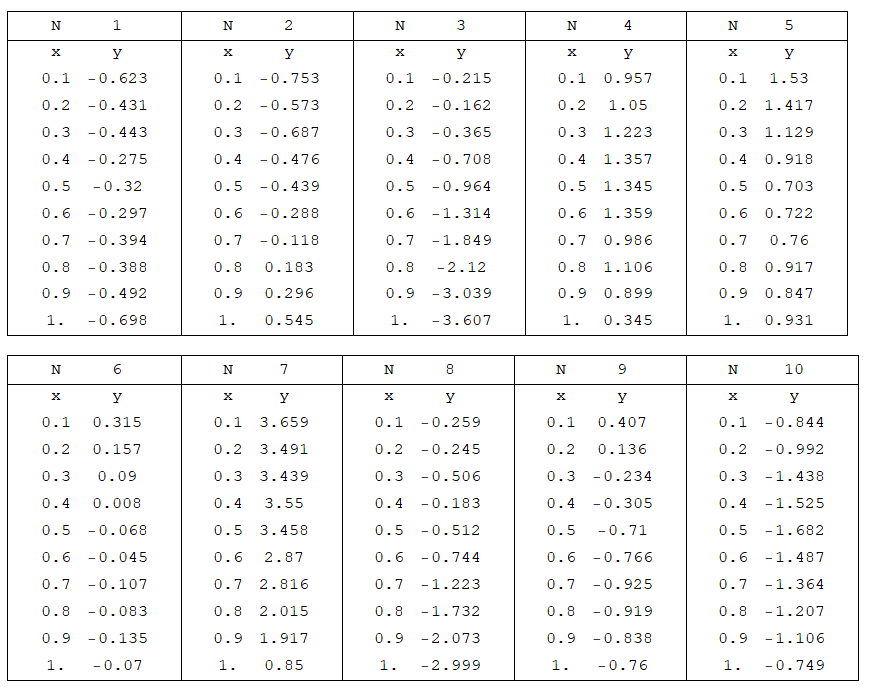 N 1 N 2 N 3 N 4 N 5
x y x y x y x y x y
0.1 -0.623 0.1 -0.753 0.1 -0.215 0.1 0.957 0.1 1.53
0.2 -0.431 0.2 -0.573 0.2 -0.162 0.2 1.05 0.2 1.417
0.3 -0.443 0.3 -0.687 0.3 -0.365 0.3 1.223 0.3 1.129
0.4 -0.275 0.4 -0.476 0.4 -0.708 0.4 1.357 0.4 0.918
0.5 -0.32 0.5 -0.439 0.5 -0.964 0.5 1.345 0.5 0.703
0.6 -0.297 0.6 -0.288 0.6 -1.314 0.6 1.359 0.6 0.722
0.7 -0.394 0.7 -0.118 0.7 -1.849 0.7 0.986 0.7 0.76
0.8 -0.388 0.8 0.183 0.8 -2.12 0.8 1.106 0.8 0.917
0.9 -0.492 0.9 0.296 0.9 -3.039 0.9 0.899 0.9 0.847
1. -0.698 1. 0.545 1. -3.607 1. 0.345 1. 0.931
N 6 N 7 N 8 N 9 N 10
x y x y x y x y x y
0.1 0.315 0.1 3.659 0.1 -0.259 0.1 0.407 0.1 -0.844
0.2 0.157 0.2 3.491 0.2 -0.245 0.2 0.136 0.2 -0.992
0.3 0.09 0.3 3.439 0.3 -0.506 0.3 -0.234 0.3 -1.438
0.4 0.008 0.4 3.55 0.4 -0.183 0.4 -0.305 0.4 -1.525
0.5 -0.068 0.5 3.458 0.5 -0.512 0.5 -0.71 0.5 -1.682
0.6 -0.045 0.6 2.87 0.6 -0.744 0.6 -0.766 0.6 -1.487
0.7 -0.107 0.7 2.816 0.7 -1.223 0.7 -0.925 0.7 -1.364
0.8 -0.083 0.8 2.015 0.8 -1.732 0.8 -0.919 0.8 -1.207
0.9 -0.135 0.9 1.917 0.9 -2.073 0.9 -0.838 0.9 -1.106
1. -0.07 1. 0.85 1. -2.999 1. -0.76 1. -0.749